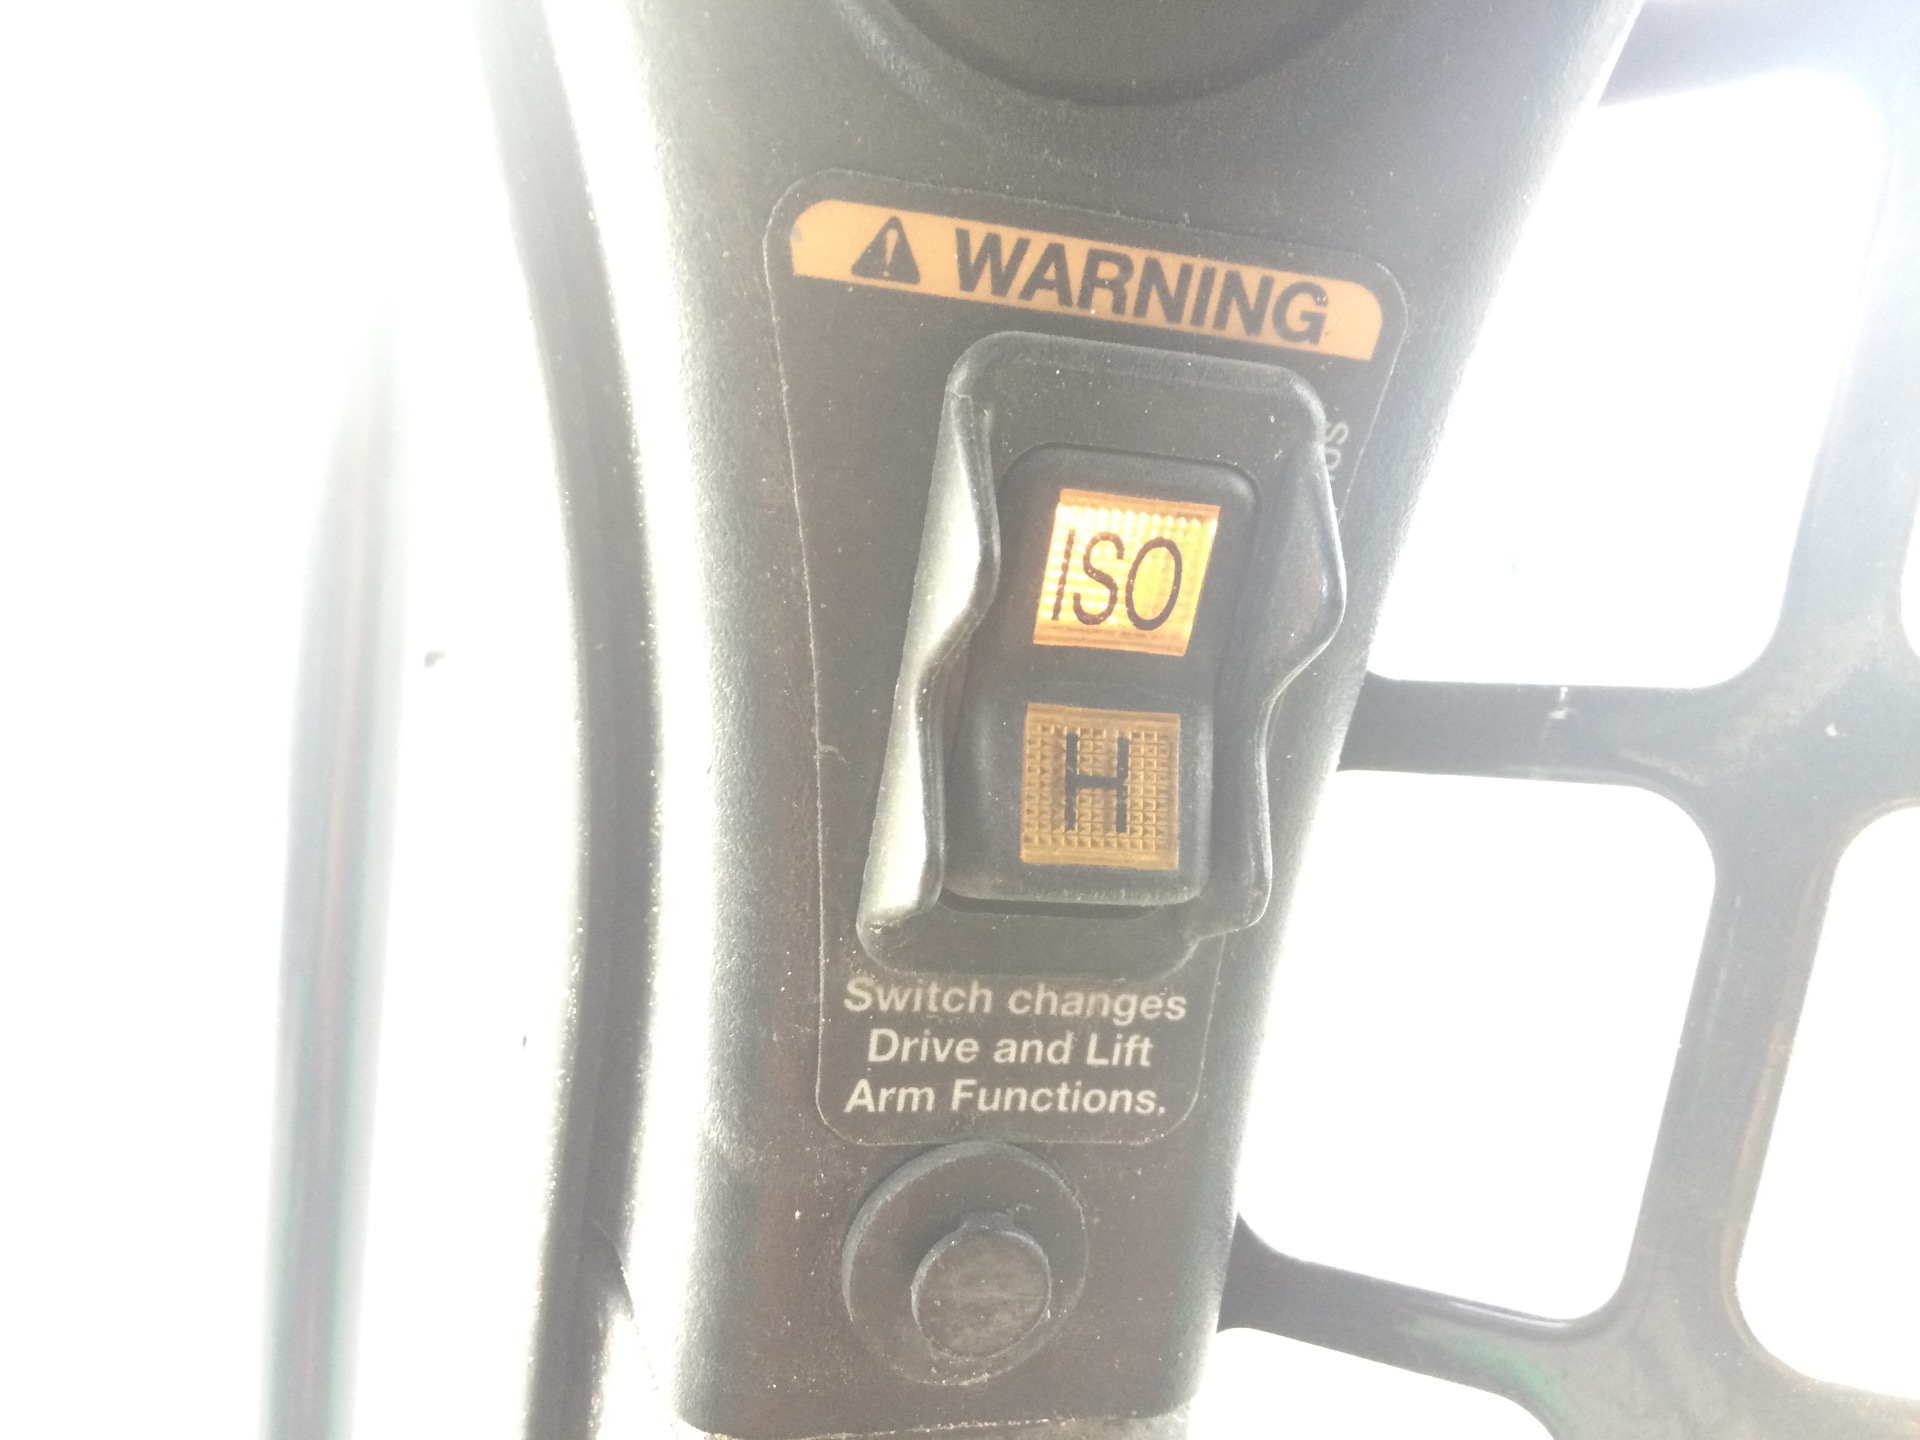 WARNING
ISO
H
Switch changes
Drive and Lift
Arm Functions.